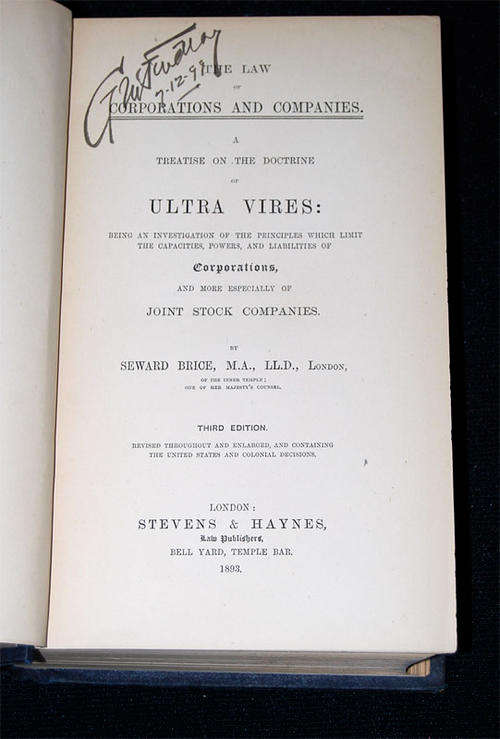 7-12-99
THE LAW
OF
CORPORATIONS AND COMPANIES.
A
TREATISE ON THE DOCTRINE
OF
ULTRA VIRES:
BEING AN INVESTIGATION OF THE PRINCIPLES WHICH LIMIT
THE CAPACITIES, POWERS, AND LIABILITIES OF
Corporations,
AND MORE ESPECIALLY OF
JOINT STOCK COMPANIES.
BY
SEWARD BRICE, M.A., LL.D., LONDON,
OF THE INNER TEMPLE;
ONE OF HER MAJESTY'S COUNSEL.
THIRD EDITION.
REVISED THROUGHOUT AND ENLARGED, AND CONTAINING
THE UNITED STATES AND COLONIAL DECISIONS.
LONDON:
STEVENS & HAYNES,
Law Publishers,
BELL YARD, TEMPLE BAR.
1893.